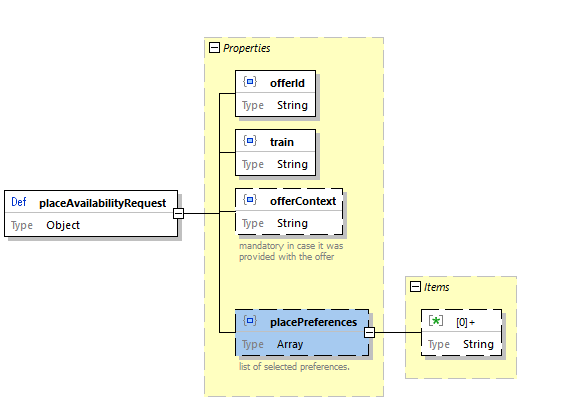 Properties
{} offerId
Type String
{} train
Type String
Def placeAvailabilityRequest
Type Object
{} offerContext
Type String
mandatory in case it was
provided with the offer
Items
{} placePreferences
Type Array
[*] [0]+
Type String
list of selected preferences.